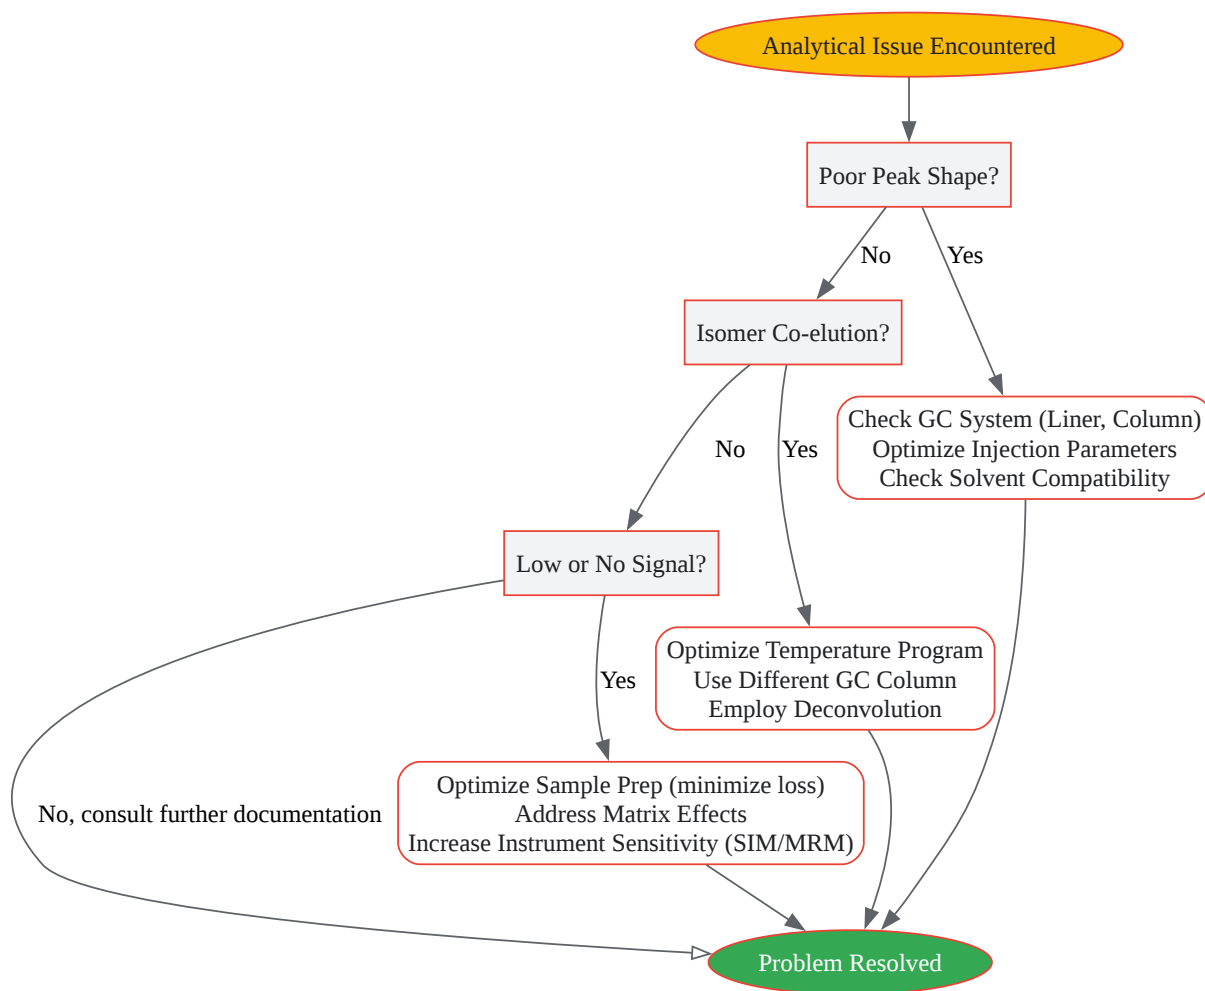 Analytical Issue Encountered
Poor Peak Shape?
No
Yes
Isomer Co-elution?
Check GC System (Liner, Column)
Optimize Injection Parameters
Check Solvent Compatibility
No
Yes
Low or No Signal?
Optimize Temperature Program
Use Different GC Column
Employ Deconvolution
Yes
No, consult further documentation
Optimize Sample Prep (minimize loss)
Address Matrix Effects
Increase Instrument Sensitivity (SIM/MRM)
Problem Resolved